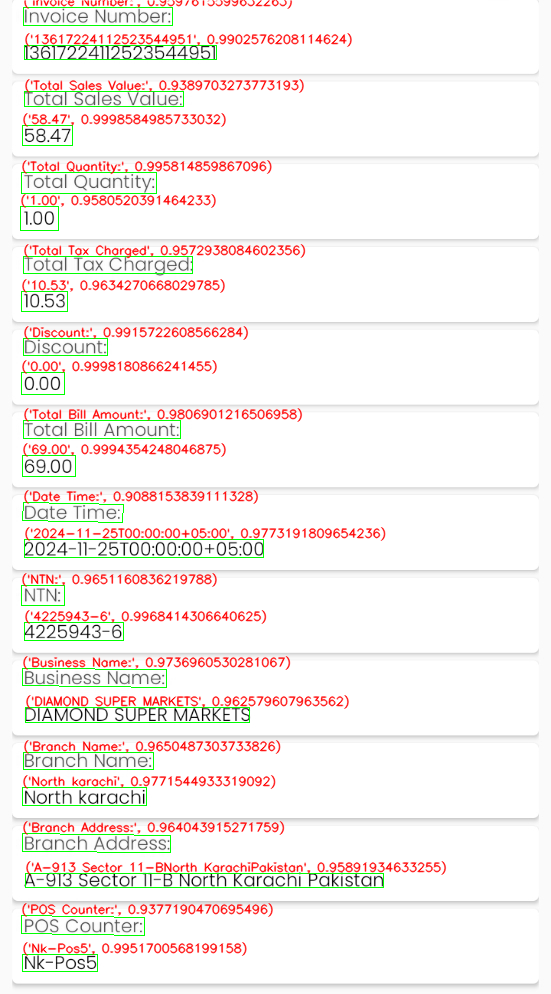 ('Invoice Number:', 0.9597615599632263)
Invoice Number:
('13617224112523544951', 0.9902576208114624)
13617224112523544951
('Total Sales Value:', 0.9389703273773193)
Total Sales Value:
('58.47', 0.9998584985733032)
58.47
('Total Quantity:', 0.995814859867096)
Total Quantity:
('1.00', 0.9580520391464233)
1.00
('Total Tax Charged', 0.9572938084602356)
Total Tax Charged:
('10.53', 0.9634270668029785)
10.53
('Discount:', 0.9915722608566284)
Discount:
('0.00', 0.9998180866241455)
0.00
('Total Bill Amount:', 0.9806901216506958)
Total Bill Amount:
('69.00', 0.9994354248046875)
69.00
('Date Time:', 0.9088153839111328)
Date Time:
('2024-11-25T00:00:00+05:00', 0.9773191809654236)
2024-11-25T00:00:00+05:00
('NTN:', 0.9651160836219788)
NTN:
('4225943-6', 0.9968414306640625)
4225943-6
('Business Name:', 0.9736960530281067)
Business Name:
('DIAMOND SUPER MARKETS', 0.962579607963562)
DIAMOND SUPER MARKETS
('Branch Name:', 0.9650487303733826)
Branch Name:
('North karachi', 0.9771544933319092)
North karachi
('Branch Address:', 0.964043915271759)
Branch Address:
('A-913 Sector 11-BNorth KarachiPakistan', 0.95891934633255)
A-913 Sector 11-B North Karachi Pakistan
('POS Counter:', 0.9377190470695496)
POS Counter:
('Nk-Pos5', 0.9951700568199158)
Nk-Pos5